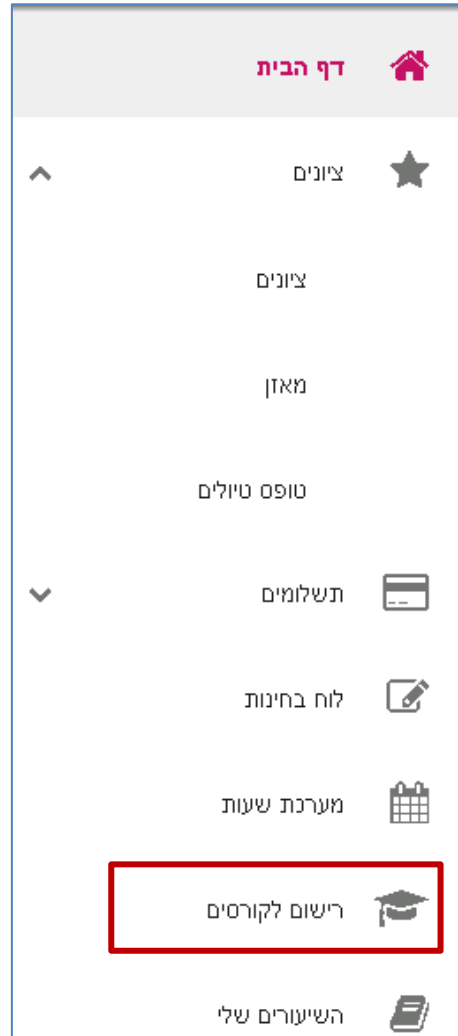 דף הבית
ציונים
ציונים
מאזן
טופס טיולים
תשלומים
לוח בחינות
מערכת שעות
רישום לקורסים
השיעורים שלי